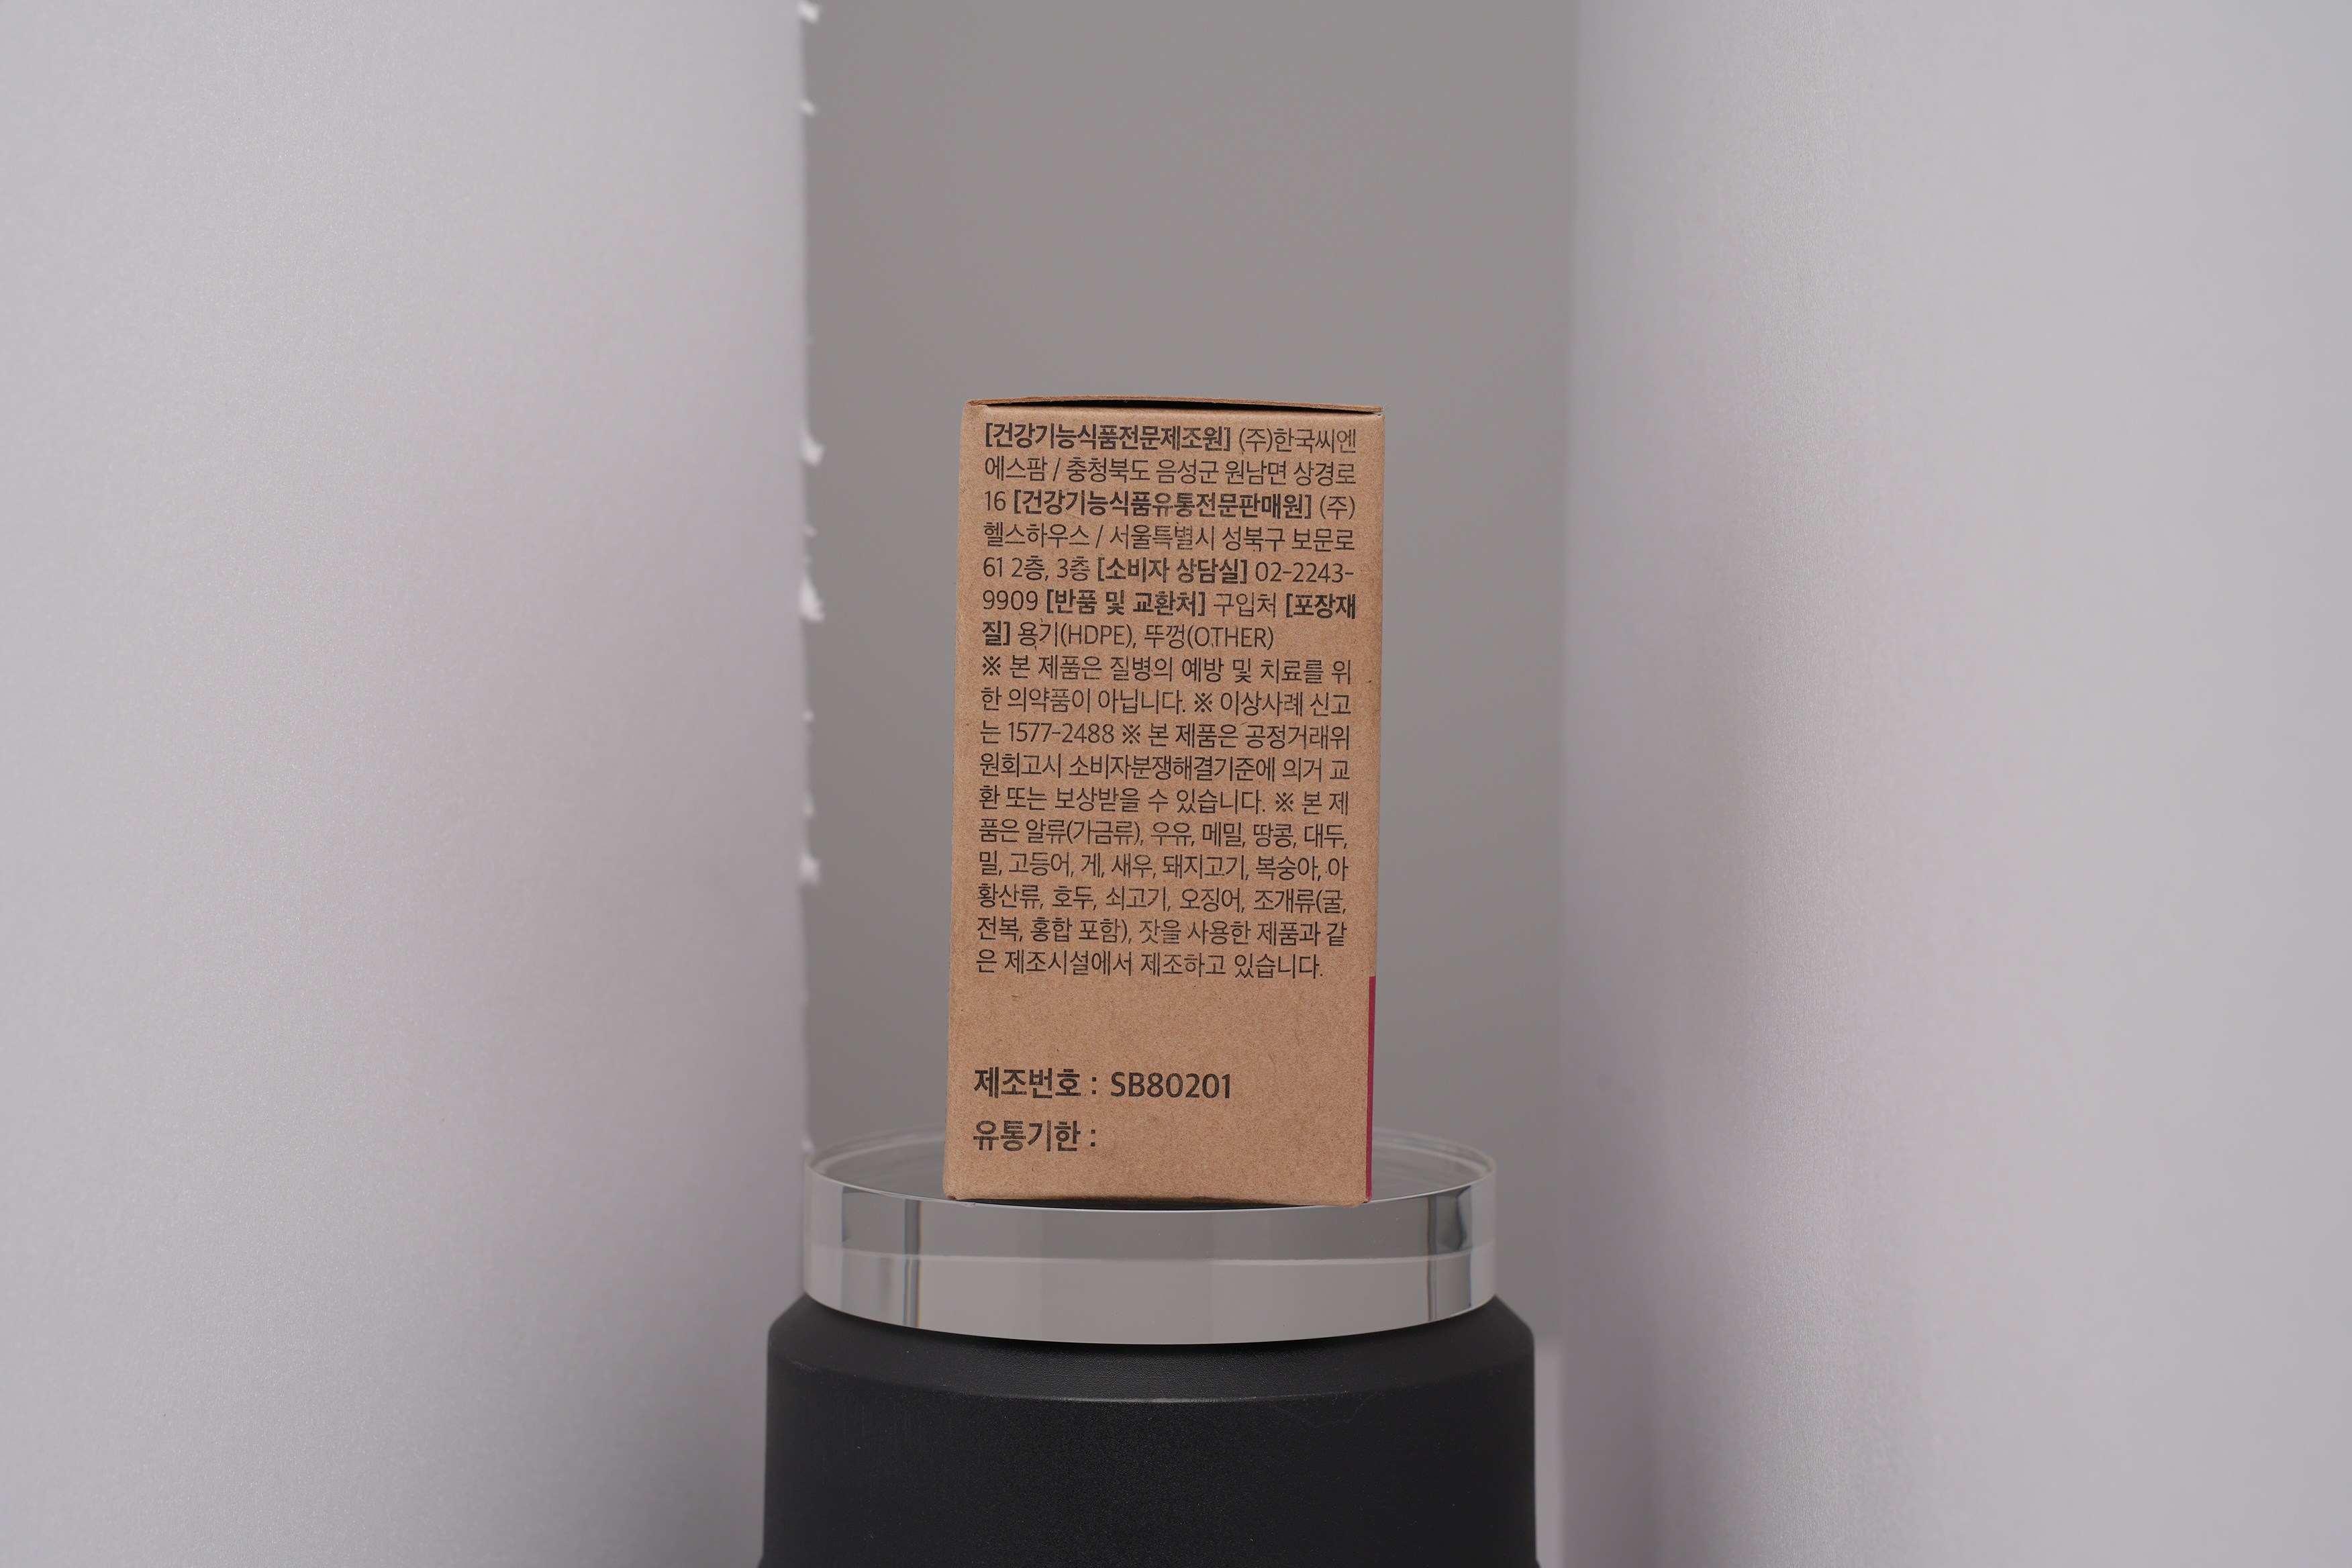 [건강기능식품전문제조원] (주)한국씨엔
에스팜 / 충청북도 음성군 원남면 상경로
16 [건강기능식품유통전문판매원] (주)
헬스하우스 / 서울특별시 성북구 보문로
61 2층, 3층 [소비자 상담실] 02-2243-
9909 [반품 및 교환처] 구입처 [포장재
질] 용기(HDPE), 뚜껑(OTHER)
※ 본 제품은 질병의 예방 및 치료를 위
한 의약품이 아닙니다. ※ 이상사례 신고
는 1577-2488 ※ 본 제품은 공정거래위
원회고시 소비자분쟁해결기준에 의거 교
환 또는 보상받을 수 있습니다. ※ 본 제
품은 알류(가금류), 우유, 메밀, 땅콩, 대두,
밀, 고등어, 게, 새우, 돼지고기, 복숭아, 아
황산류, 호두, 쇠고기, 오징어, 조개류(굴,
전복, 홍합 포함), 잣을 사용한 제품과 같
은 제조시설에서 제조하고 있습니다.
제조번호 : SB80201
유통기한 :